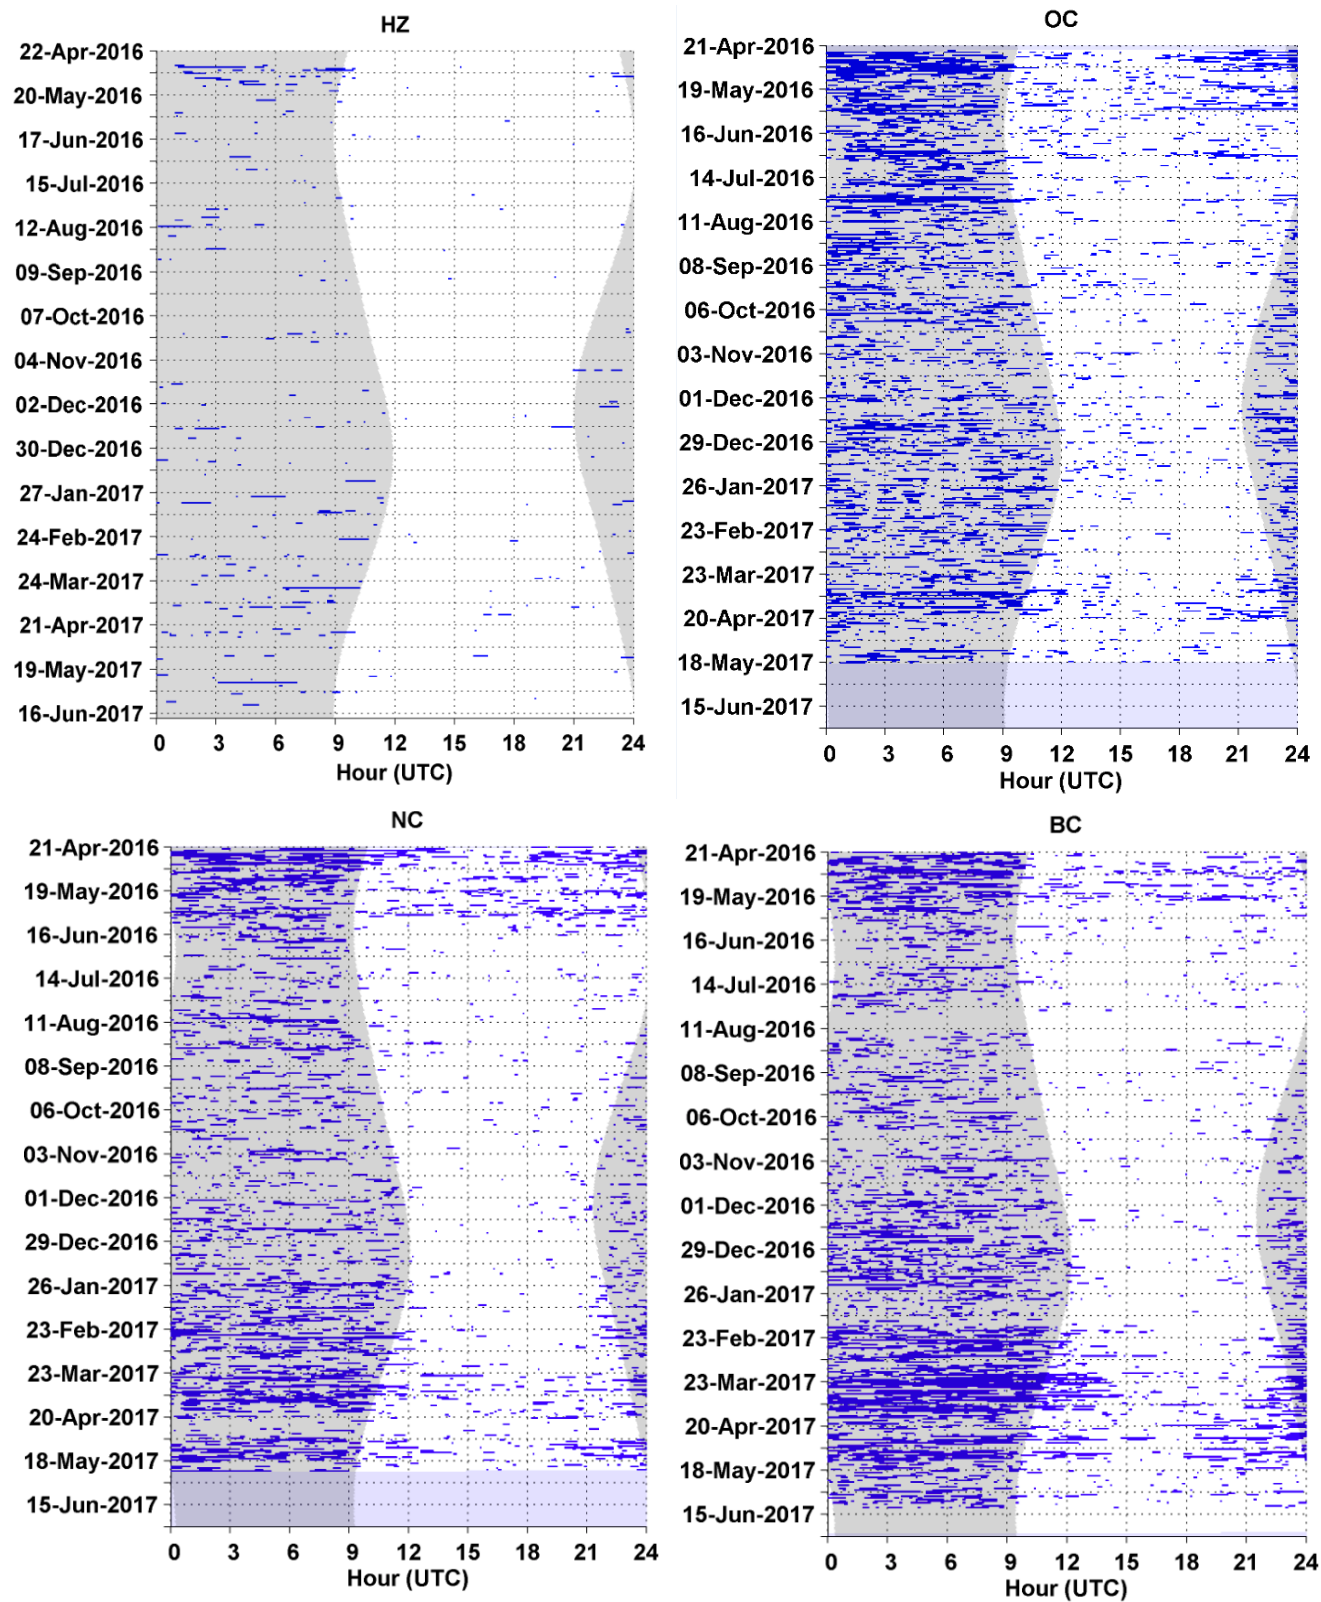 HZ
22-Apr-2016
20-May-2016
17-Jun-2016
15-Jul-2016
12-Aug-2016
09-Sep-2016
07-Oct-2016
04-Nov-2016
02-Dec-2016
30-Dec-2016
27-Jan-2017
24-Feb-2017
24-Mar-2017
21-Apr-2017
19-May-2017
16-Jun-2017
0 3 6 9 12 15 18 21 24
Hour (UTC)
OC
21-Apr-2016
19-May-2016
16-Jun-2016
14-Jul-2016
11-Aug-2016
08-Sep-2016
06-Oct-2016
03-Nov-2016
01-Dec-2016
29-Dec-2016
26-Jan-2017
23-Feb-2017
23-Mar-2017
20-Apr-2017
18-May-2017
15-Jun-2017
0 3 6 9 12 15 18 21 24
Hour (UTC)
NC
21-Apr-2016
19-May-2016
16-Jun-2016
14-Jul-2016
11-Aug-2016
08-Sep-2016
06-Oct-2016
03-Nov-2016
01-Dec-2016
29-Dec-2016
26-Jan-2017
23-Feb-2017
23-Mar-2017
20-Apr-2017
18-May-2017
15-Jun-2017
0 3 6 9 12 15 18 21 24
Hour (UTC)
BC
21-Apr-2016
19-May-2016
16-Jun-2016
14-Jul-2016
11-Aug-2016
08-Sep-2016
06-Oct-2016
03-Nov-2016
01-Dec-2016
29-Dec-2016
26-Jan-2017
23-Feb-2017
23-Mar-2017
20-Apr-2017
18-May-2017
15-Jun-2017
0 3 6 9 12 15 18 21 24
Hour (UTC)